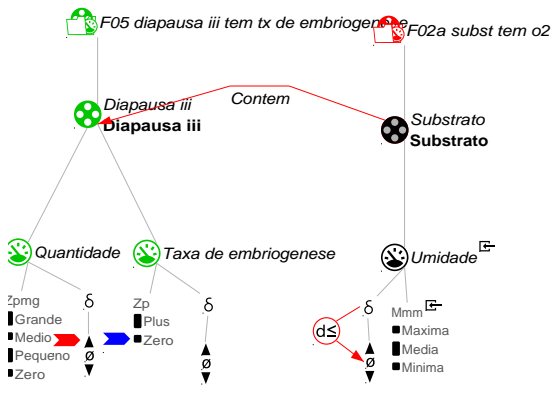 F05 diapausa iii tem tx de embriogenese
F02a subst tem o2
Diapausa iii
Diapausa iii
Contem
Substrato
Substrato
Quantidade
Taxa de embriogenese
Umidade
Zpmg
Grande
Medio
Pequeno
Zero
δ
ø
Zp
Plus
Zero
δ
ø
δ
d≤
ø
Mmm
Maxima
Media
Minima